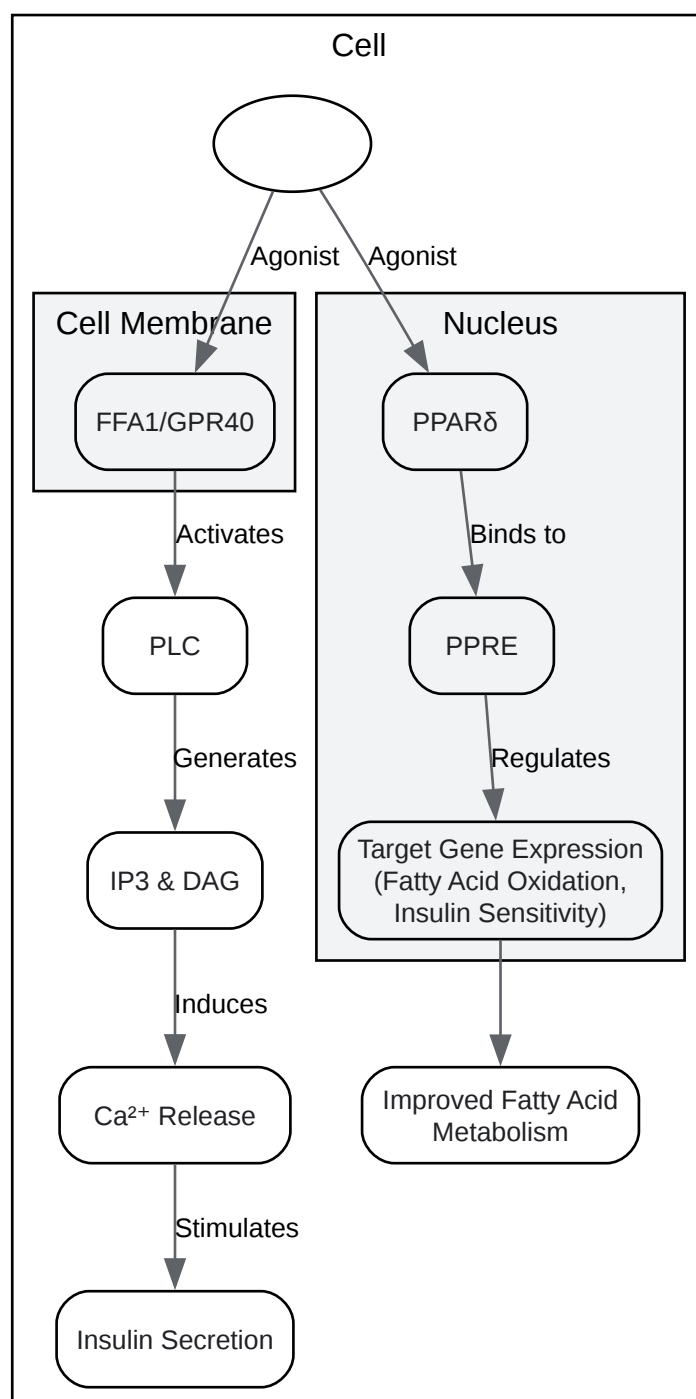 Cell
Agonist
Agonist
Cell Membrane
Nucleus
FFA1/GPR40
PPARδ
Activates
Binds to
PLC
PPRE
Generates
Regulates
IP3 & DAG
Target Gene Expression
(Fatty Acid Oxidation,
Insulin Sensitivity)
Induces
Ca²⁺ Release
Improved Fatty Acid
Metabolism
Stimulates
Insulin Secretion